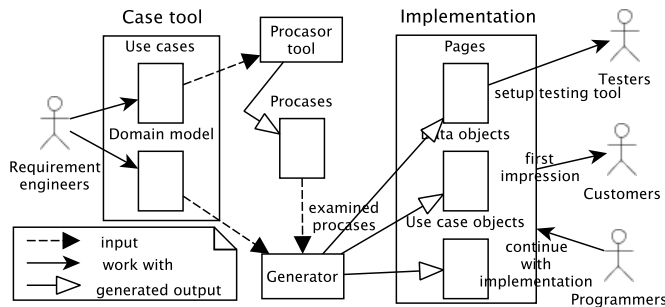 Case tool
Implementation
Use cases
Procasor
tool
Pages
Testers
setup testing tool
Procases
Domain model
Data objects
Requirement
engineers
first
impression
Customers
examined
procases
Use case objects
input
work with
generated output
Generator
continue
with
implementation
Programmers